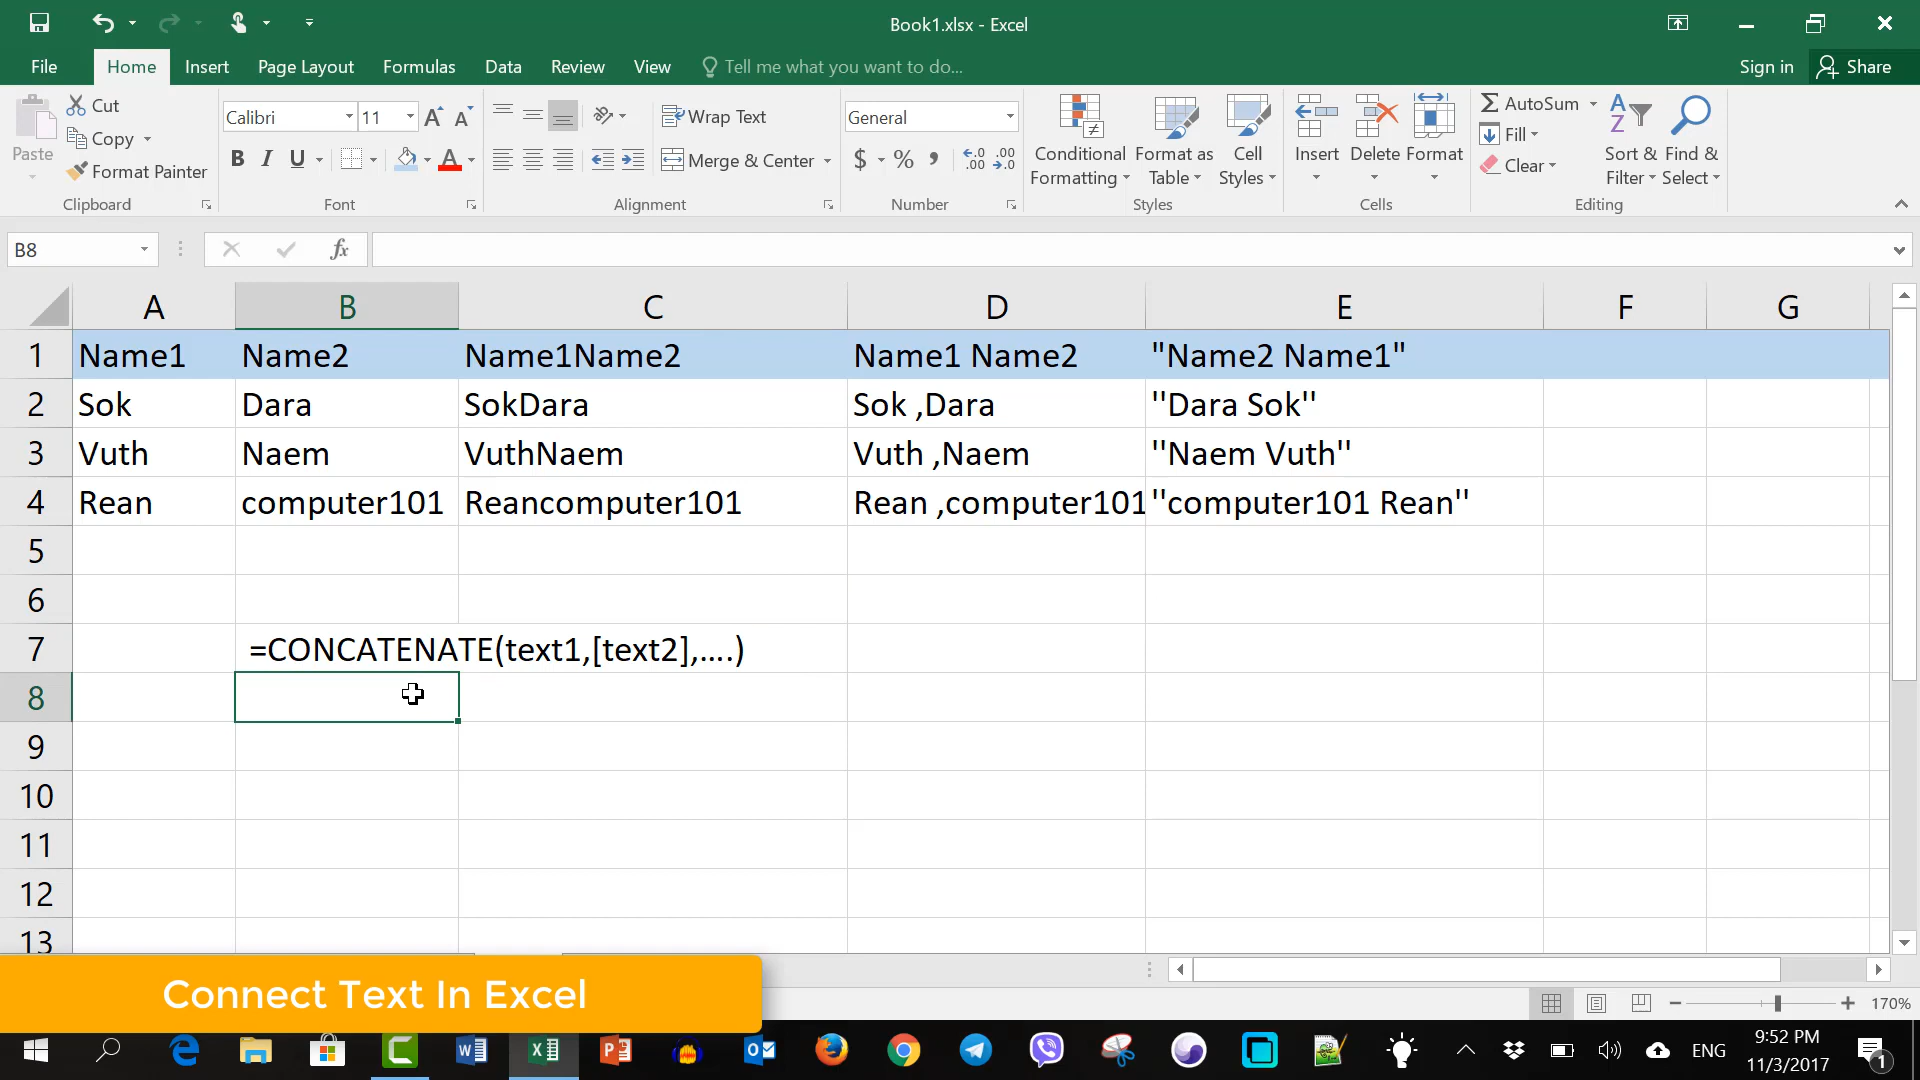 Book1.xlsx - Excel
File Home Insert Page Layout Formulas Data Review View Tell me what you want to do... Sign in Share
Paste Cut Copy Format Painter Clipboard
Calibri 11 B I U A Font
Wrap Text Merge & Center Alignment
General $ % , Number
Conditional Formatting Format as Table Cell Styles Styles
Insert Delete Format Cells
AutoSum Fill Clear Sort & Filter Find & Select Editing
B8 fx
A B C D E F G
1 Name1 Name2 Name1Name2 Name1 Name2 "Name2 Name1"
2 Sok Dara SokDara Sok ,Dara "Dara Sok"
3 Vuth Naem VuthNaem Vuth ,Naem "Naem Vuth"
4 Rean computer101 Reancomputer101 Rean ,computer101 "computer101 Rean"
5
6
7 =CONCATENATE(text1,[text2],....)
8
9
10
11
12
13
Connect Text In Excel
170%
ENG 9:52 PM
11/3/2017 1